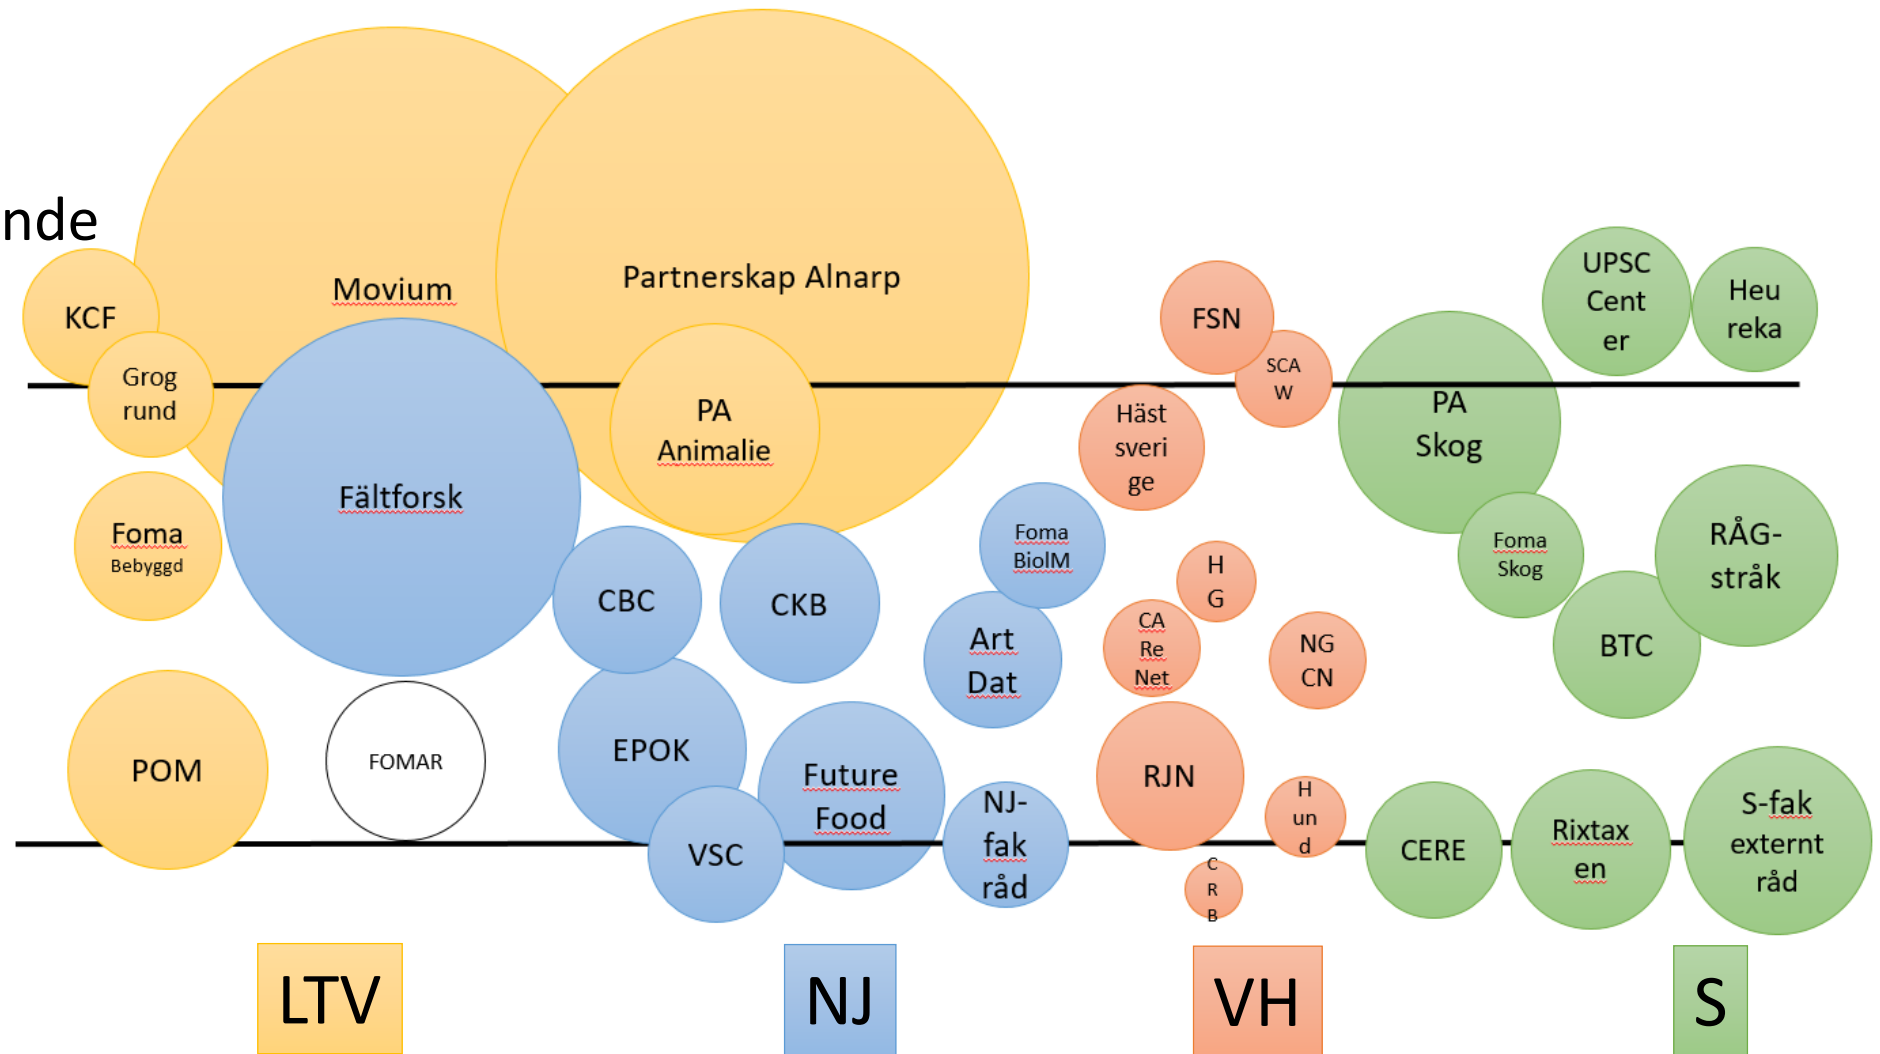 nde
KCF
Grog
rund
Movium
Partnerskap Alnarp
PA
Animalie
Fältforsk
Foma
Bebyggd
POM
FOMAR
CBC
CKB
EPOK
VSC
Future
Food
Foma
BiolM
Art
Dat
NJ-
fak
råd
FSN
SCA
W
Häst
sveri
ge
H
G
CA
Re
Net
NG
CN
RJN
H
un
d
C
R
B
UPSC
Cent
er
Heu
reka
PA
Skog
Foma
Skog
RÅG-
stråk
BTC
CERE
Rixtax
en
S-fak
externt
råd
LTV
NJ
VH
S